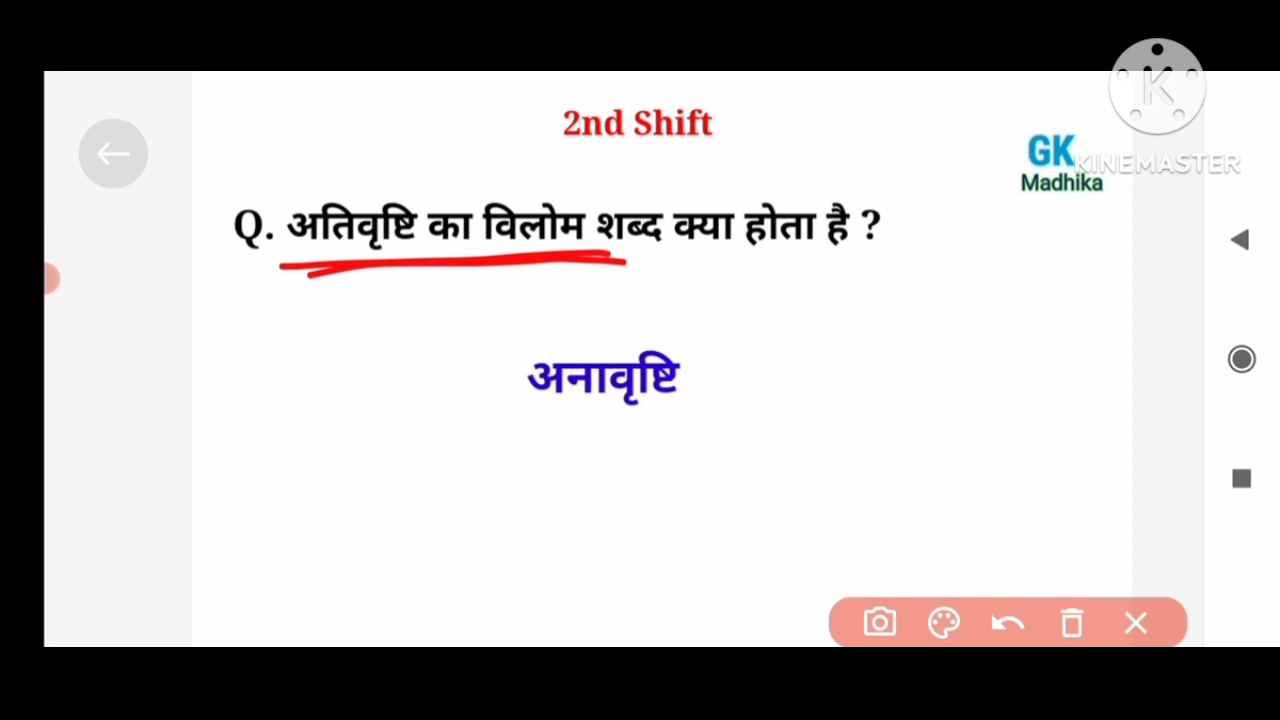 2nd Shift
GK
Madhika
KINEMASTER
Q. अतिवृष्टि का विलोम शब्द क्या होता है ?
अनावृष्टि